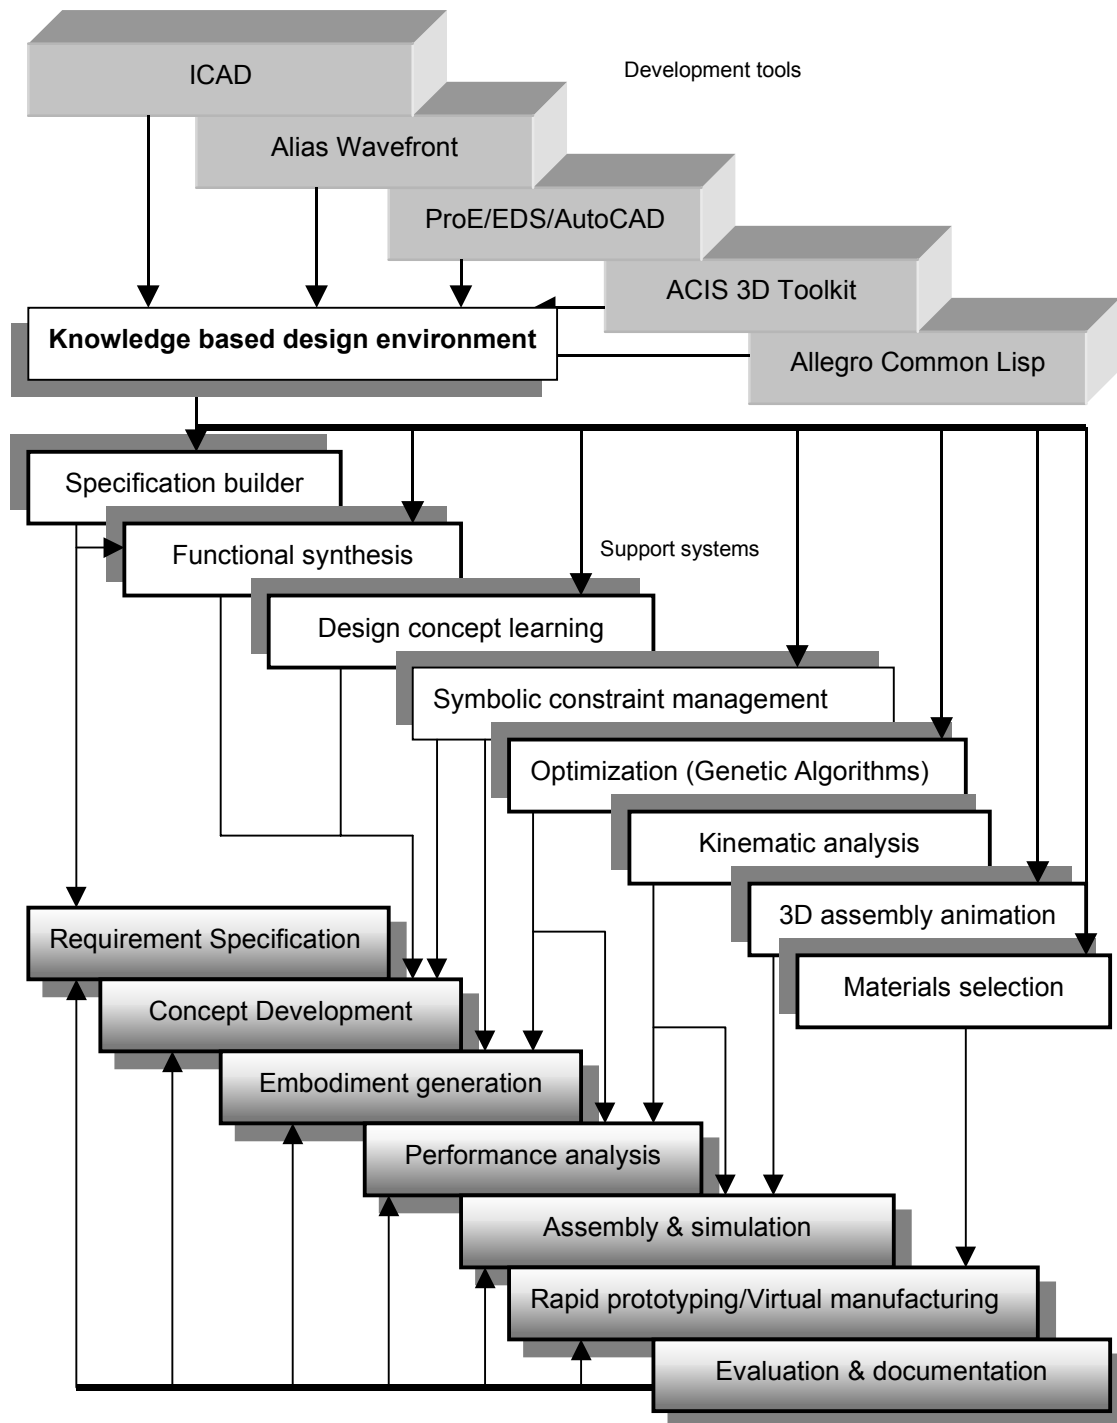 ICAD
Development tools
Alias Wavefront
ProE/EDS/AutoCAD
ACIS 3D Toolkit
Knowledge based design environment
Allegro Common Lisp
Specification builder
Functional synthesis
Support systems
Design concept learning
Symbolic constraint management
Optimization (Genetic Algorithms)
Kinematic analysis
3D assembly animation
Requirement Specification
Materials selection
Concept Development
Embodiment generation
Performance analysis
Assembly & simulation
Rapid prototyping/Virtual manufacturing
Evaluation & documentation